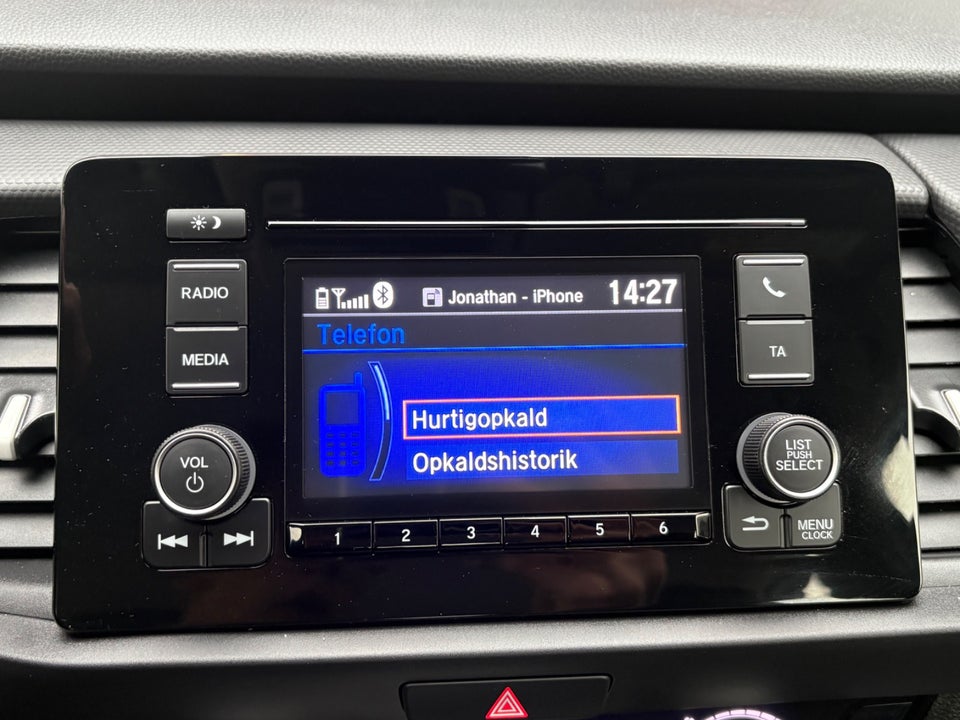 RADIO
MEDIA
VOL
Jonathan - iPhone 14:27
Telefon
Hurtigopkald
Opkaldshistorik
1 2 3 4 5 6
TA
LIST
PUSH
SELECT
MENU
CLOCK